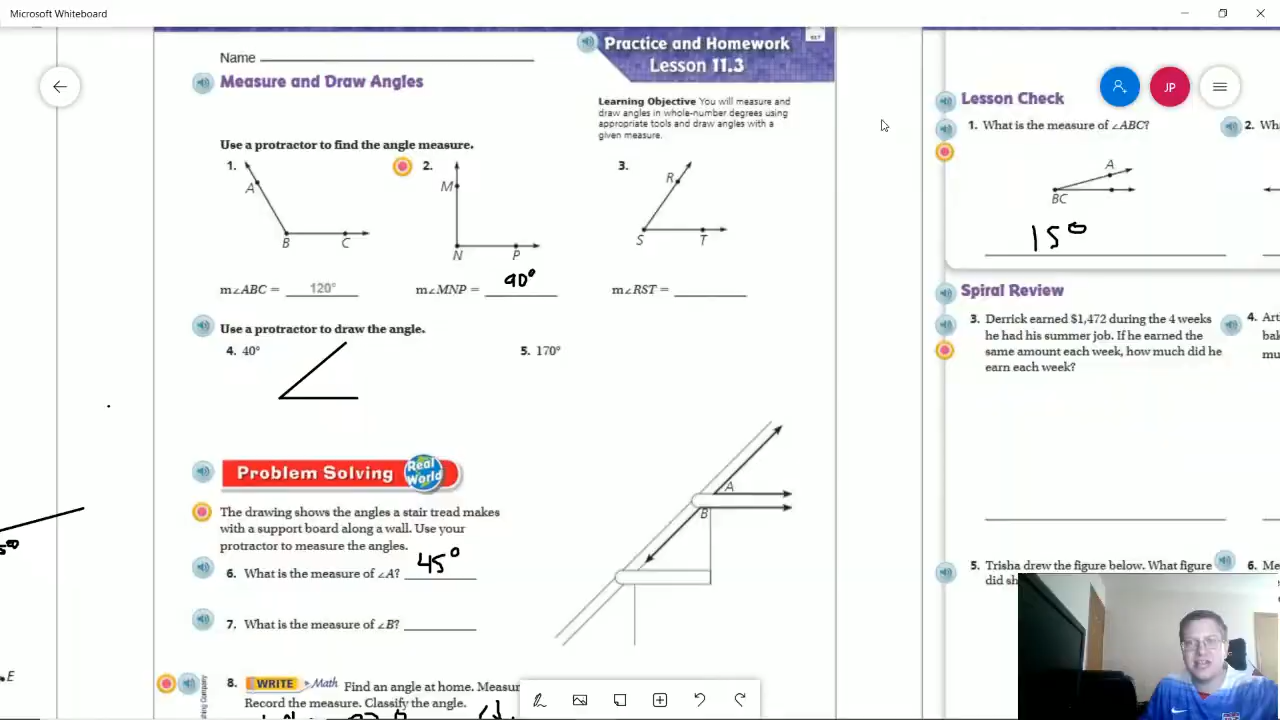 Microsoft Whiteboard
Name
Practice and Homework
Lesson 11.3
Measure and Draw Angles
Learning Objective You will measure and
draw angles in whole-number degrees using
appropriate tools and draw angles with a
given measure.
Use a protractor to find the angle measure.
1.
A
B
C
2.
M
N
P
3.
R
S
T
m∠ABC = 120°
m∠MNP = 90°
m∠RST =
Use a protractor to draw the angle.
4. 40°
5. 170°
Problem Solving Real World
The drawing shows the angles a stair tread makes
with a support board along a wall. Use your
protractor to measure the angles.
6. What is the measure of ∠A? 45°
7. What is the measure of ∠B?
A
B
8. WRITE Math Find an angle at home. Measur
Record the measure. Classify the angle.
E
JP
Lesson Check
1. What is the measure of ∠ABC?
2. Wh
A
BC
15°
Spiral Review
3. Derrick earned $1,472 during the 4 weeks
he had his summer job. If he earned the
same amount each week, how much did he
earn each week?
4. Art
bak
mu
5. Trisha drew the figure below. What figure
did sh
6. Me